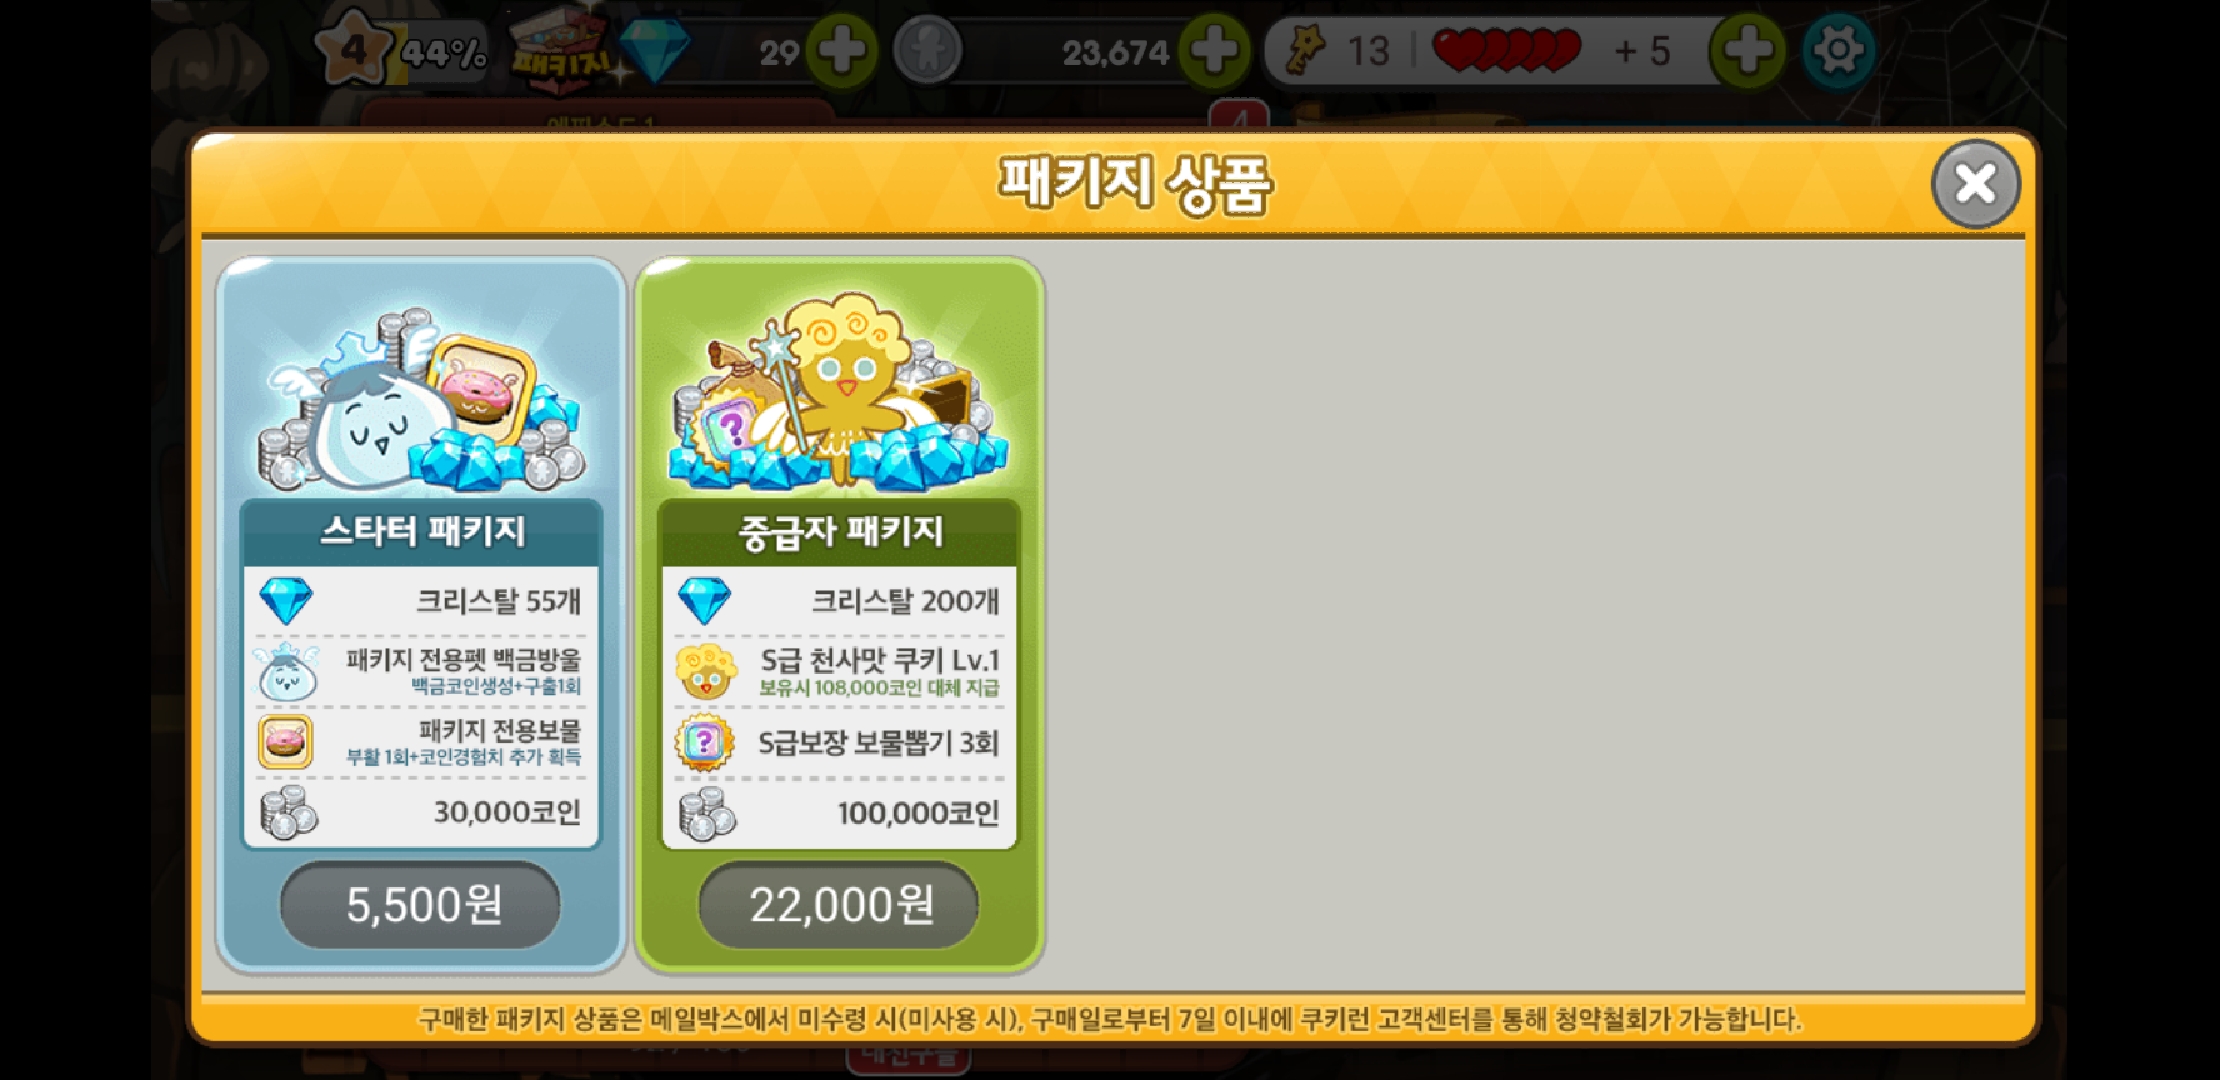 4 44% 패키지 29 23,674 13 | + 5
에피소드 1
4
패키지 상품
스타터 패키지
크리스탈 55개
패키지 전용펫 백금방울
백금코인생성+구출1회
패키지 전용보물
부활 1회+코인경험치 추가 획득
30,000코인
5,500원
중급자 패키지
크리스탈 200개
S급 천사맛 쿠키 Lv.1
보유시 108,000코인 대체 지급
S급보장 보물뽑기 3회
100,000코인
22,000원
구매한 패키지 상품은 메일박스에서 미수령 시(미사용 시), 구매일로부터 7일 이내에 쿠키런 고객센터를 통해 청약철회가 가능합니다.